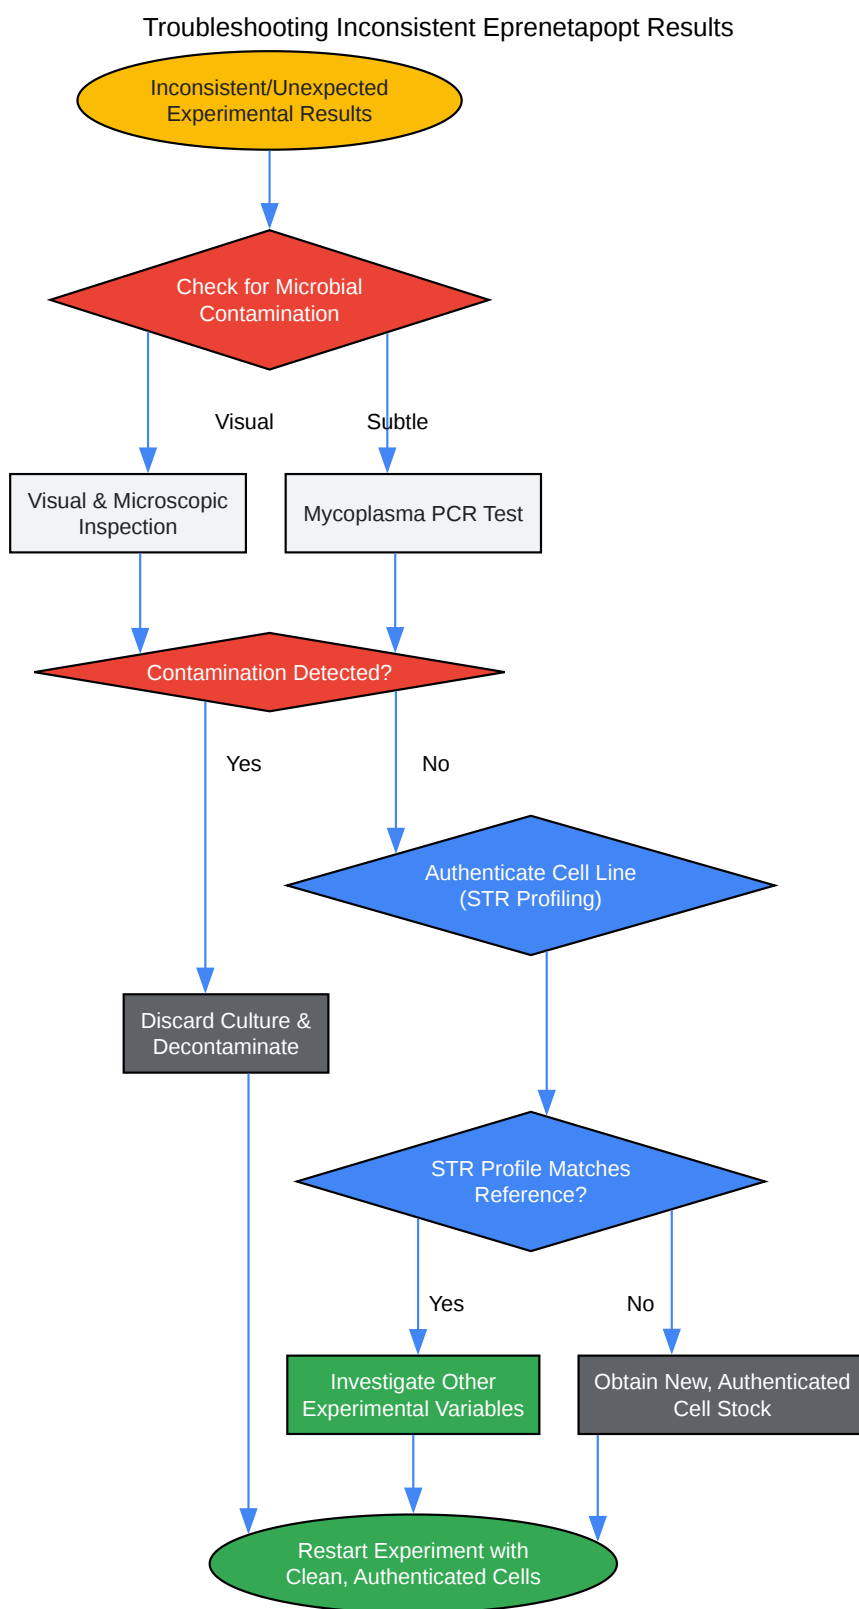 Troubleshooting Inconsistent Eprenetapopt Results
Inconsistent/Unexpected
Experimental Results
Check for Microbial
Contamination
Visual
Subtle
Visual & Microscopic
Inspection
Mycoplasma PCR Test
Contamination Detected?
Yes
No
Authenticate Cell Line
(STR Profiling)
Discard Culture &
Decontaminate
STR Profile Matches
Reference?
Yes
No
Investigate Other
Experimental Variables
Obtain New, Authenticated
Cell Stock
Restart Experiment with
Clean, Authenticated Cells